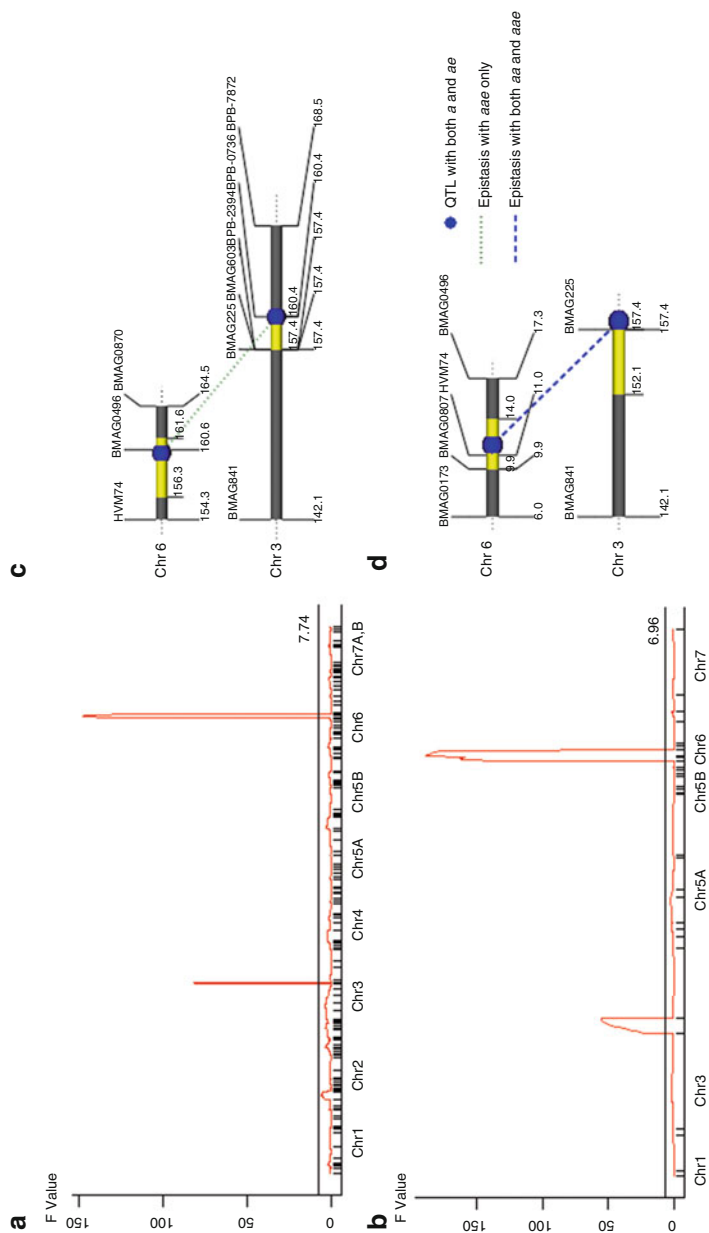 a
F Value
150
100
50
0
7.74
Chr1
Chr2
Chr3
Chr4
Chr5A
Chr5B
Chr6
Chr7A,B
b
F Value
150
100
50
0
6.96
Chr1
Chr3
Chr5A
Chr5B
Chr6
Chr7
c
HVM74
BMAG0496
BMAG0870
Chr 6
156.3
161.6
154.3
160.6
164.5
BMAG841
BMAG225
BMAG603
BPB-2394
BPB-0736
BPB-7872
Chr 3
157.4
160.4
142.1
157.4
157.4
157.4
160.4
168.5
d
BMAG0173
BMAG0807
HVM74
BMAG0496
Chr 6
9.9
14.0
6.0
9.9
11.0
17.3
BMAG841
BMAG225
Chr 3
152.1
157.4
142.1
157.4
QTL with both a and ae
Epistasis with aae only
Epistasis with both aa and aae